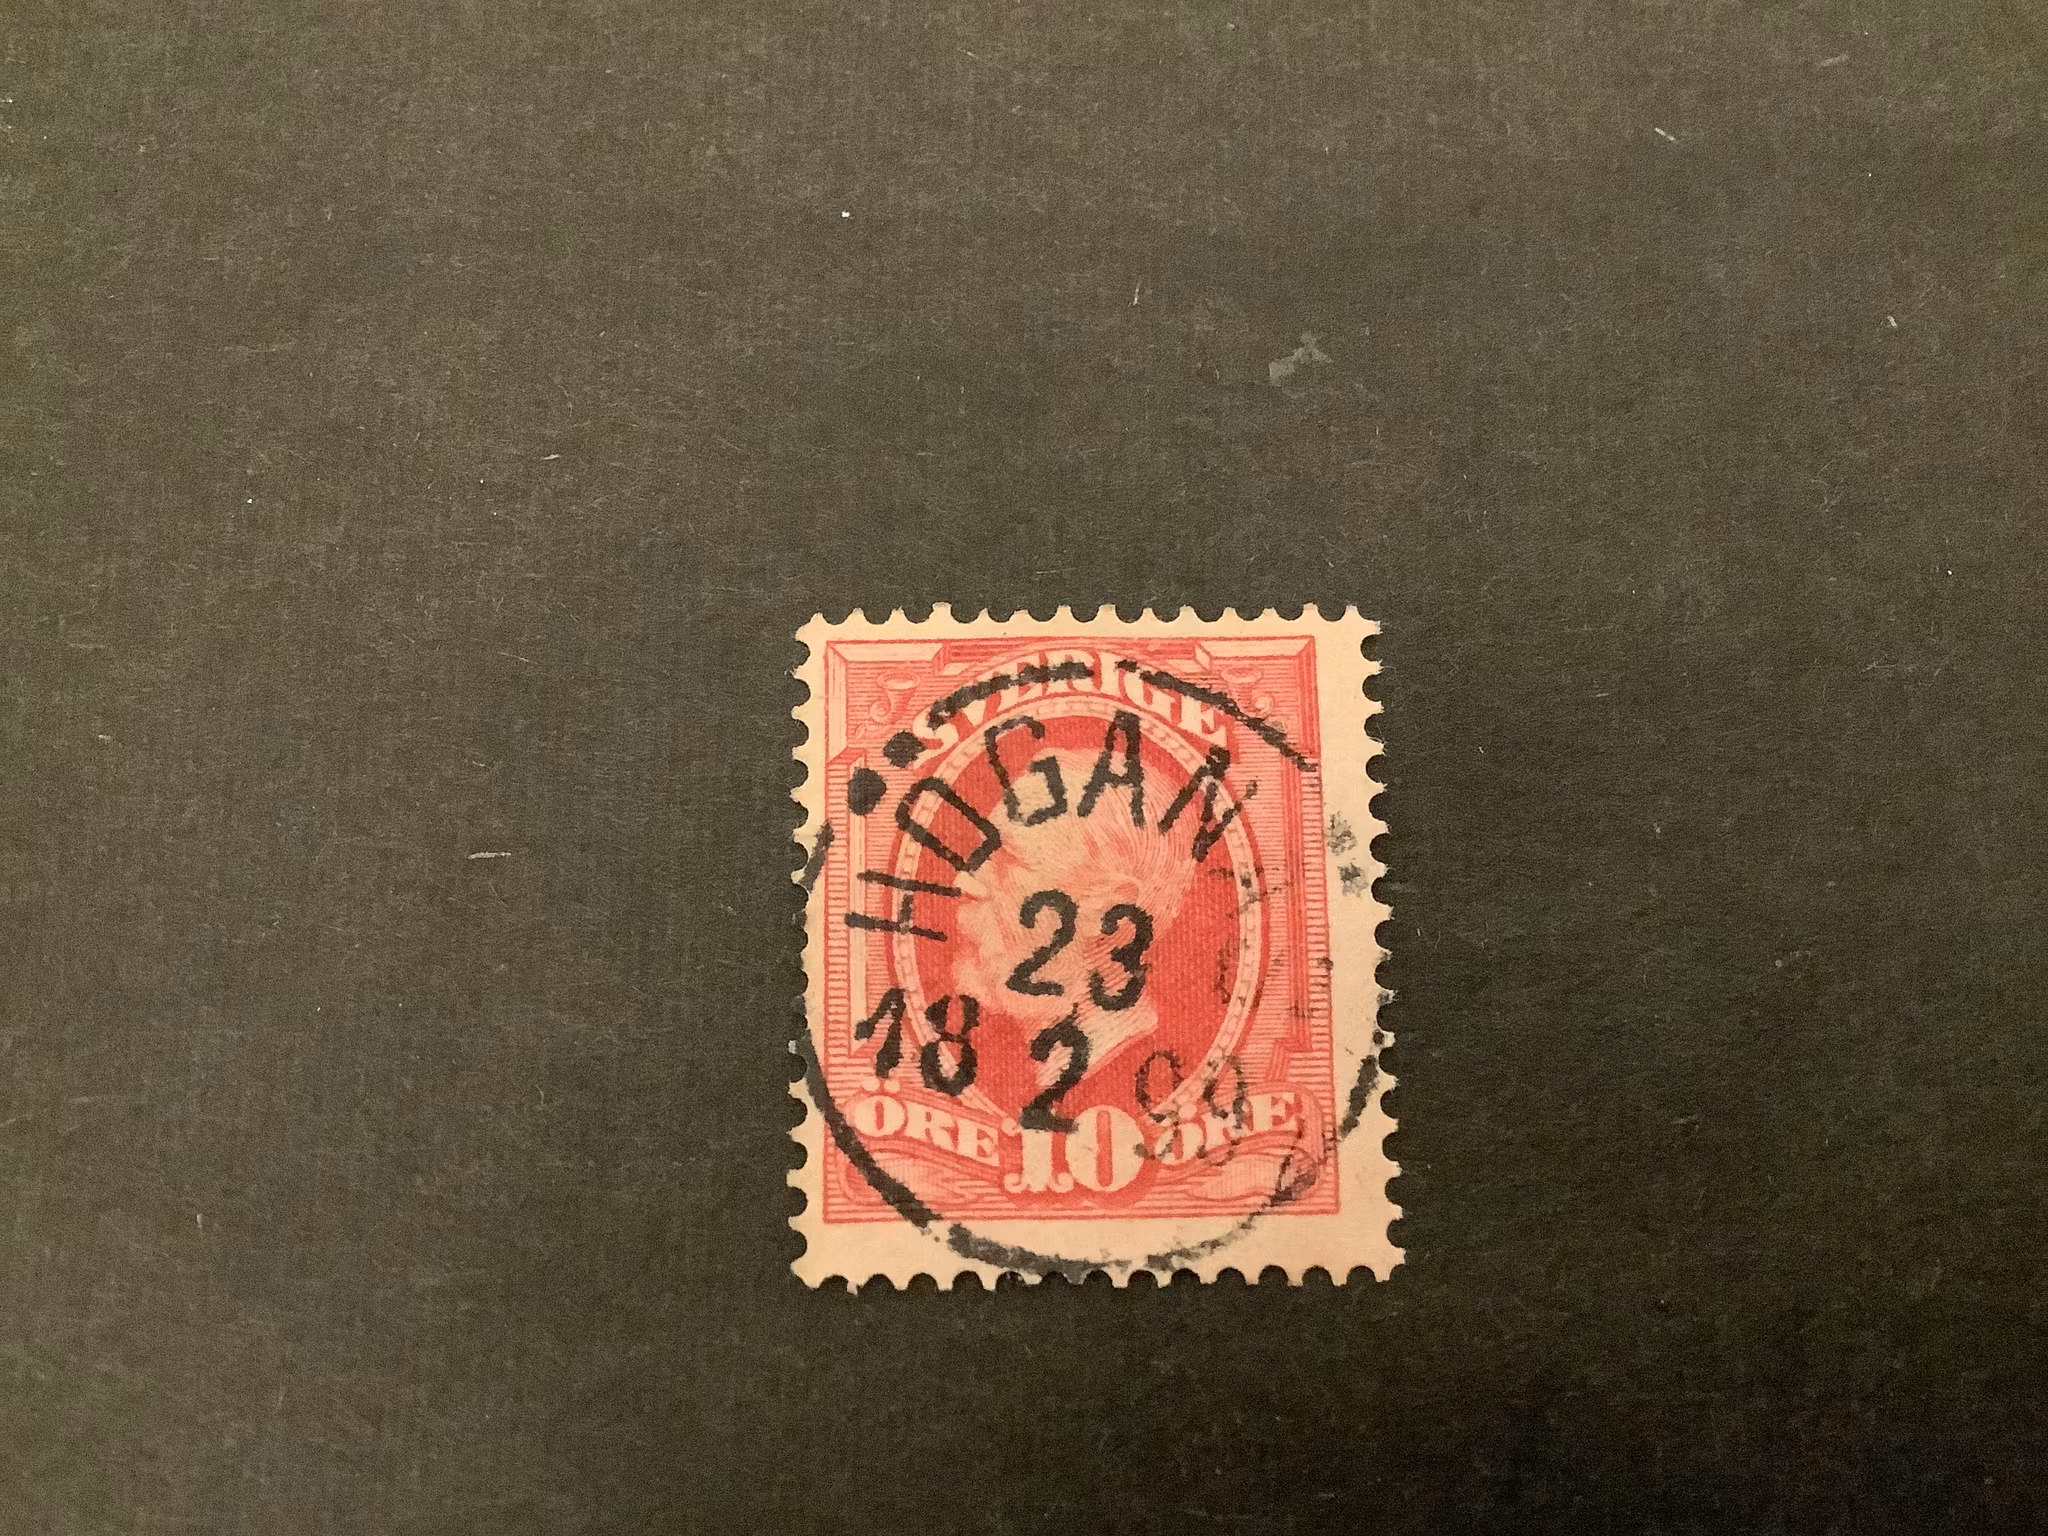 SVERIGE
HÖGAN
23
18 2 99
ÖRE 10 ÖRE